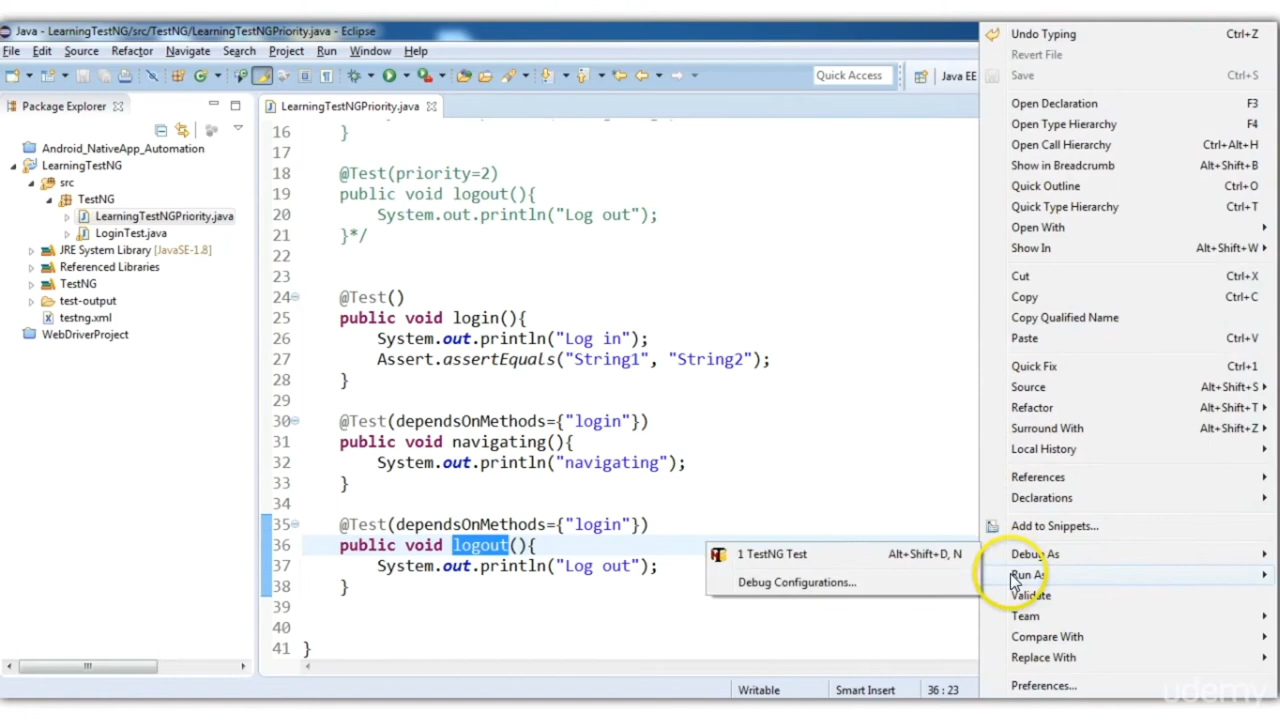 Java - LearningTestNG/src/TestNG/LearningTestNGPriority.java - Eclipse
File Edit Source Refactor Navigate Search Project Run Window Help
Quick Access
Java EE
Package Explorer
Android_NativeApp_Automation
LearningTestNG
src
TestNG
LearningTestNGPriority.java
LoginTest.java
JRE System Library [JavaSE-1.8]
Referenced Libraries
TestNG
test-output
testng.xml
WebDriverProject
LearningTestNGPriority.java
16 }
17
18 @Test(priority=2)
19 public void logout(){
20 System.out.println("Log out");
21 }*/
22
23
24 @Test()
25 public void login(){
26 System.out.println("Log in");
27 Assert.assertEquals("String1", "String2");
28 }
29
30 @Test(dependsOnMethods={"login"})
31 public void navigating(){
32 System.out.println("navigating");
33 }
34
35 @Test(dependsOnMethods={"login"})
36 public void logout(){
37 System.out.println("Log out");
38 }
39
40
41 }
1 TestNG Test Alt+Shift+D, N
Debug Configurations...
Writable Smart Insert 36 : 23
Undo Typing Ctrl+Z
Revert File
Save Ctrl+S
Open Declaration F3
Open Type Hierarchy F4
Open Call Hierarchy Ctrl+Alt+H
Show in Breadcrumb Alt+Shift+B
Quick Outline Ctrl+O
Quick Type Hierarchy Ctrl+T
Open With
Show In Alt+Shift+W
Cut Ctrl+X
Copy Ctrl+C
Copy Qualified Name
Paste Ctrl+V
Quick Fix Ctrl+1
Source Alt+Shift+S
Refactor Alt+Shift+T
Surround With Alt+Shift+Z
Local History
References
Declarations
Add to Snippets...
Debug As
Run As
Validate
Team
Compare With
Replace With
Preferences...
udemy